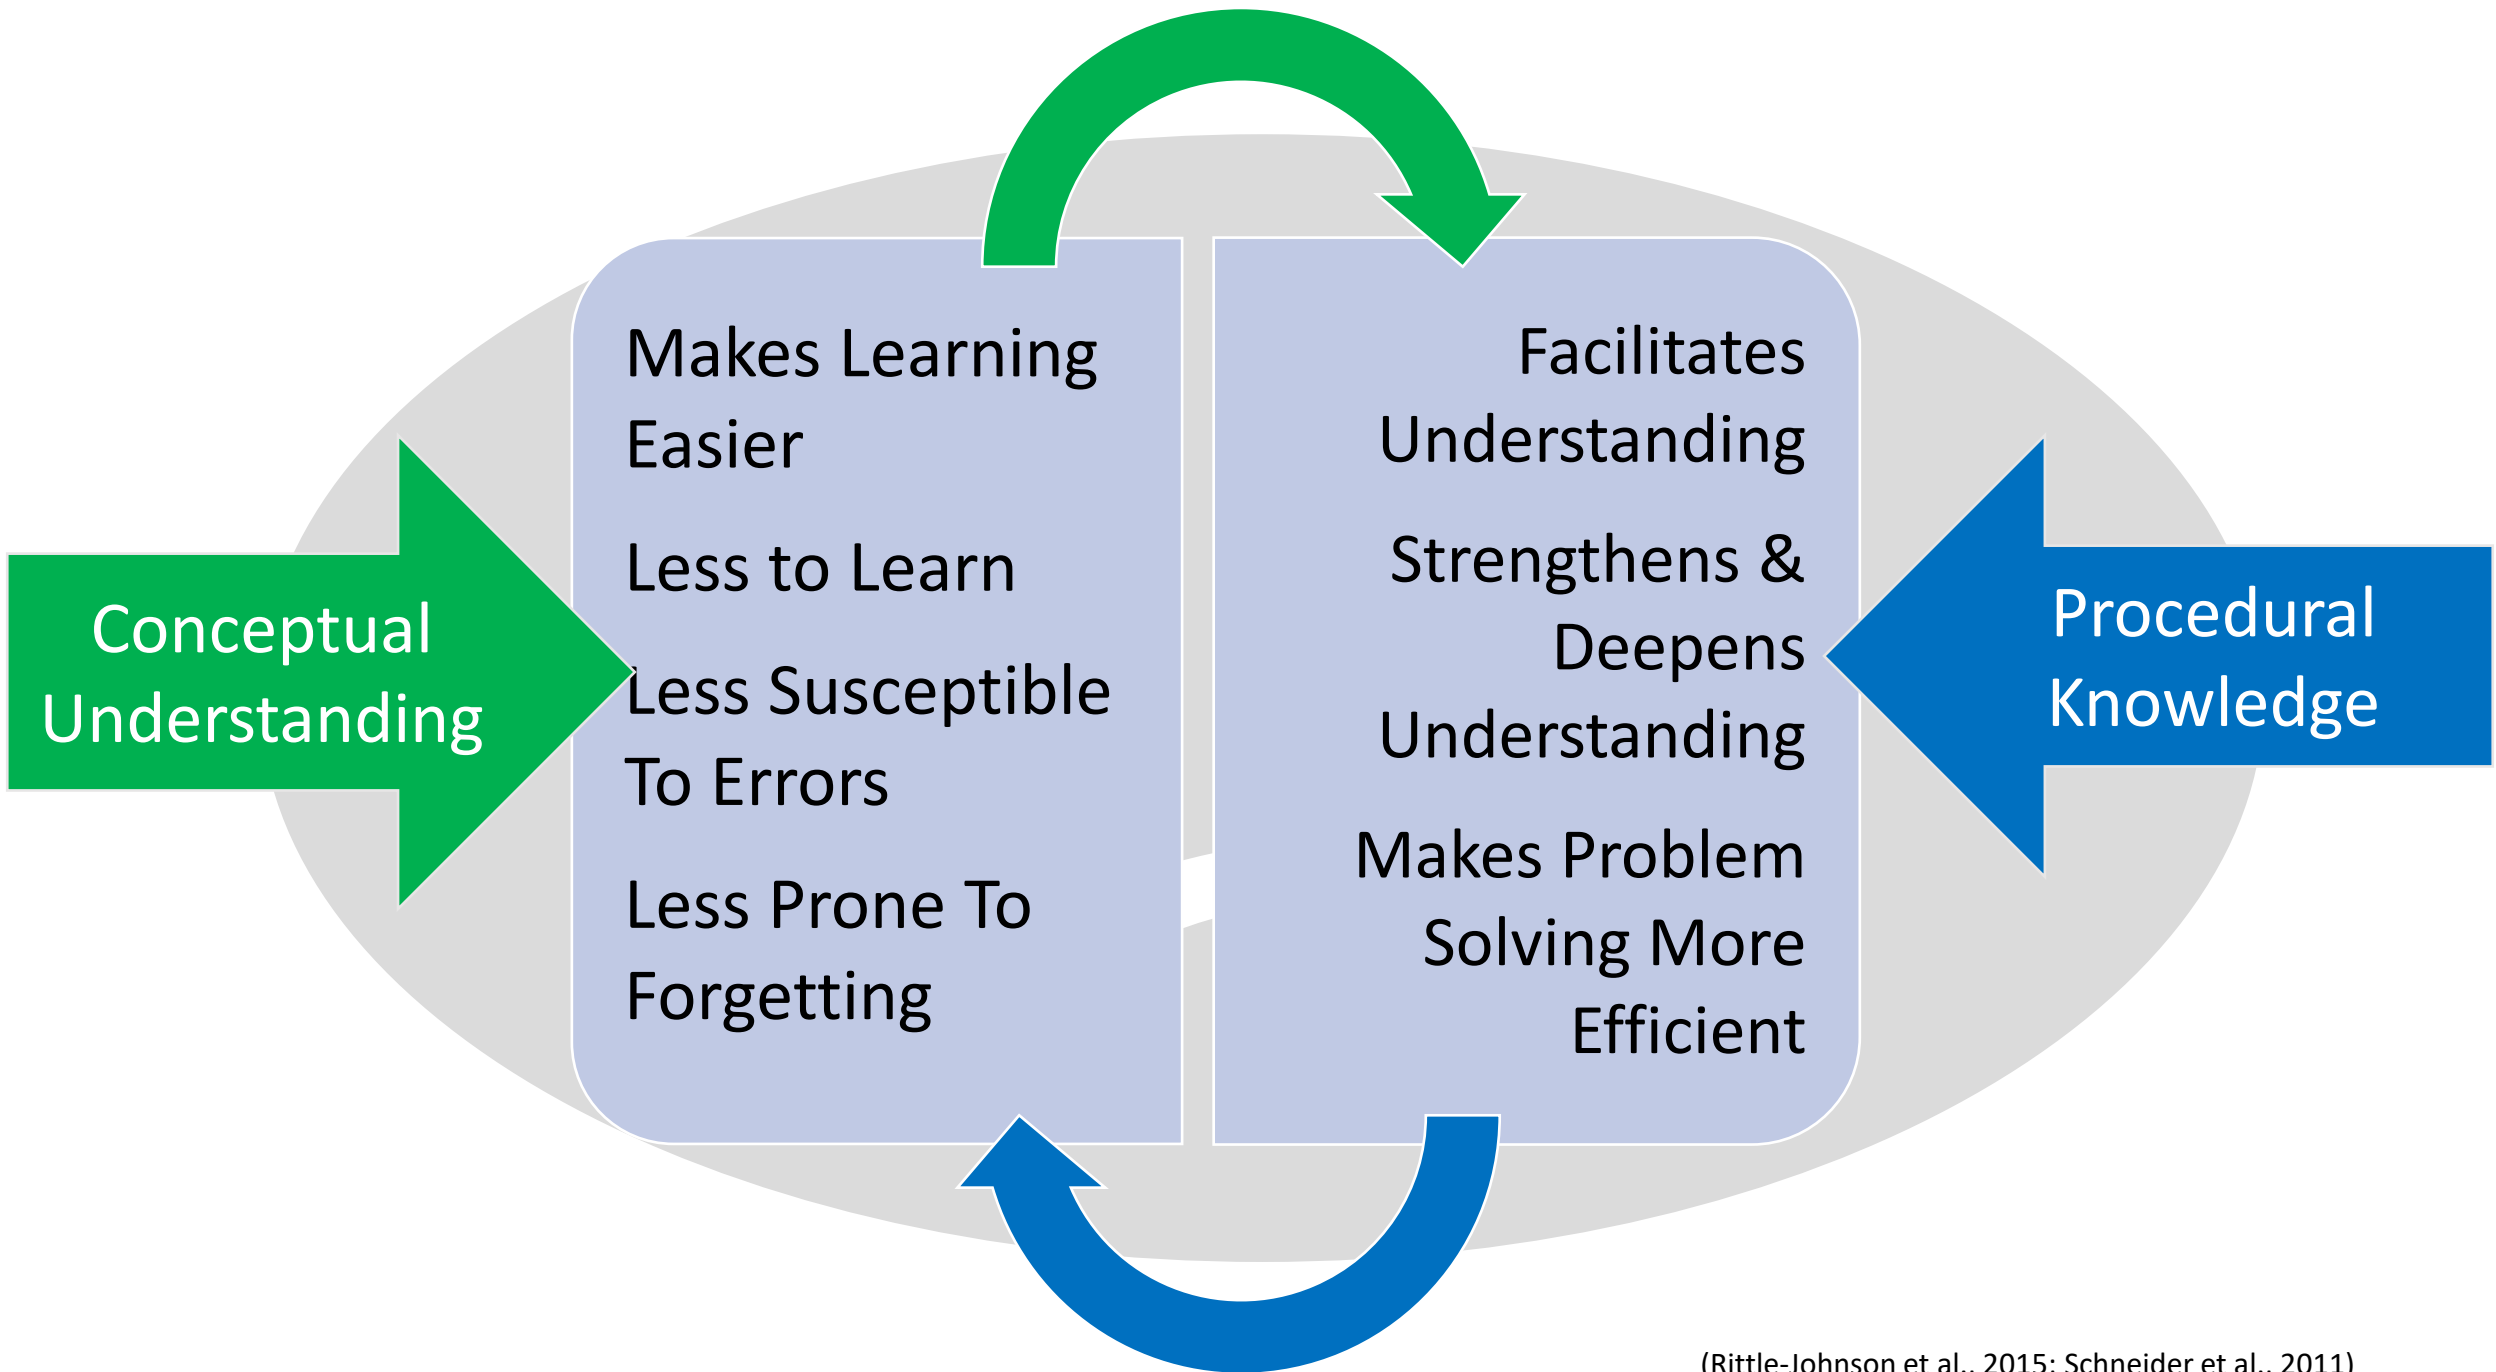 Conceptual
Understanding
Makes Learning
Easier
Less to Learn
Less Susceptible
To Errors
Less Prone To
Forgetting
Facilitates
Understanding
Strengthens &
Deepens
Understanding
Makes Problem
Solving More
Efficient
Procedural
Knowledge
(Rittle-Johnson et al., 2015; Schneider et al., 2011)